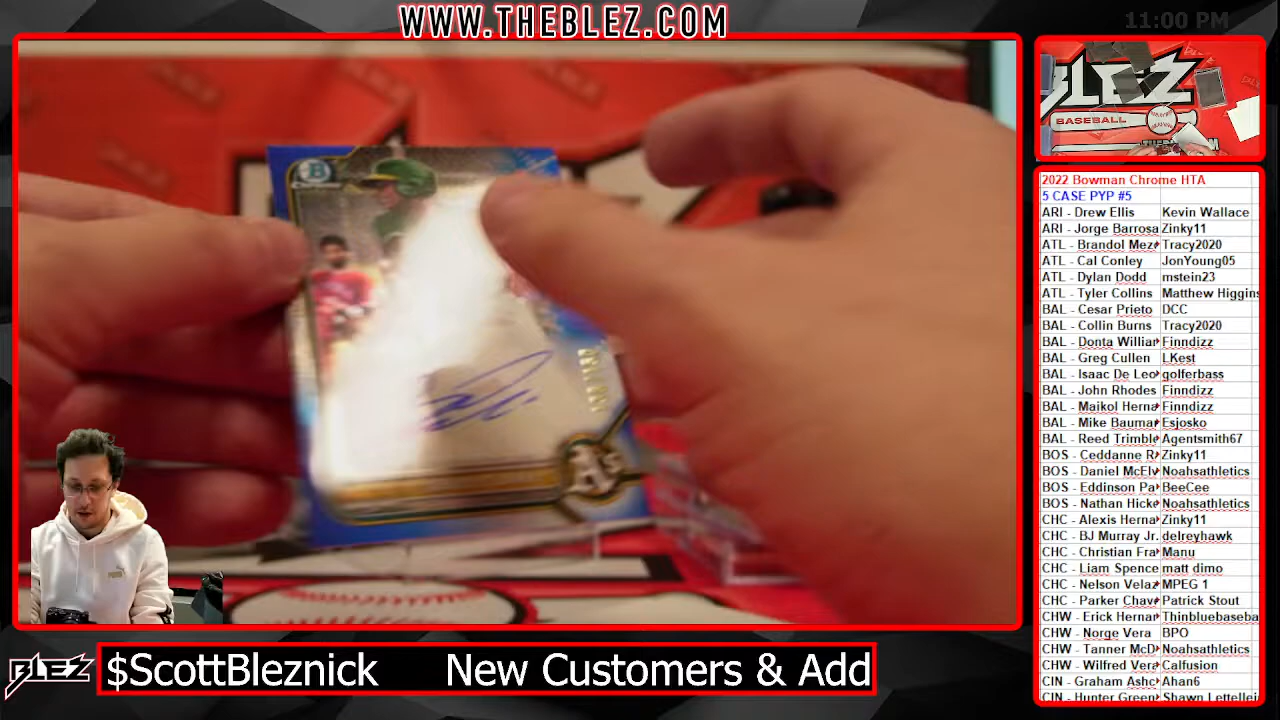 WWW.THEBLEZ.COM
11:00 PM
BLEZ
BASEBALL
B
A's
2022 Bowman Chrome HTA
5 CASE PYP #5
ARI - Drew Ellis Kevin Wallace
ARI - Jorge Barrosa Zinky11
ATL - Brandol Meze Tracy2020
ATL - Cal Conley JonYoung05
ATL - Dylan Dodd mstein23
ATL - Tyler Collins Matthew Higgins
BAL - Cesar Prieto DCC
BAL - Collin Burns Tracy2020
BAL - Donta Williar Finndizz
BAL - Greg Cullen LKest
BAL - Isaac De Leo golferbass
BAL - John Rhodes Finndizz
BAL - Maikol Herna Finndizz
BAL - Mike Baumar Esjosko
BAL - Reed Trimble Agentsmith67
BOS - Ceddanne R Zinky11
BOS - Daniel McElv Noahsathletics
BOS - Eddinson Pa BeeCee
BOS - Nathan Hicke Noahsathletics
CHC - Alexis Herna Zinky11
CHC - BJ Murray Jr. delreyhawk
CHC - Christian Fra Manu
CHC - Liam Spence matt dimo
CHC - Nelson Velaz MPEG 1
CHC - Parker Chav Patrick Stout
CHW - Erick Hernar Thinbluebaseba
CHW - Norge Vera BPO
CHW - Tanner McD Noahsathletics
CHW - Wilfred Vera Calfusion
CIN - Graham Ashc Ahan6
CIN - Hunter Green Shawn Lettellei
BLEZ
$ScottBleznick New Customers & Add